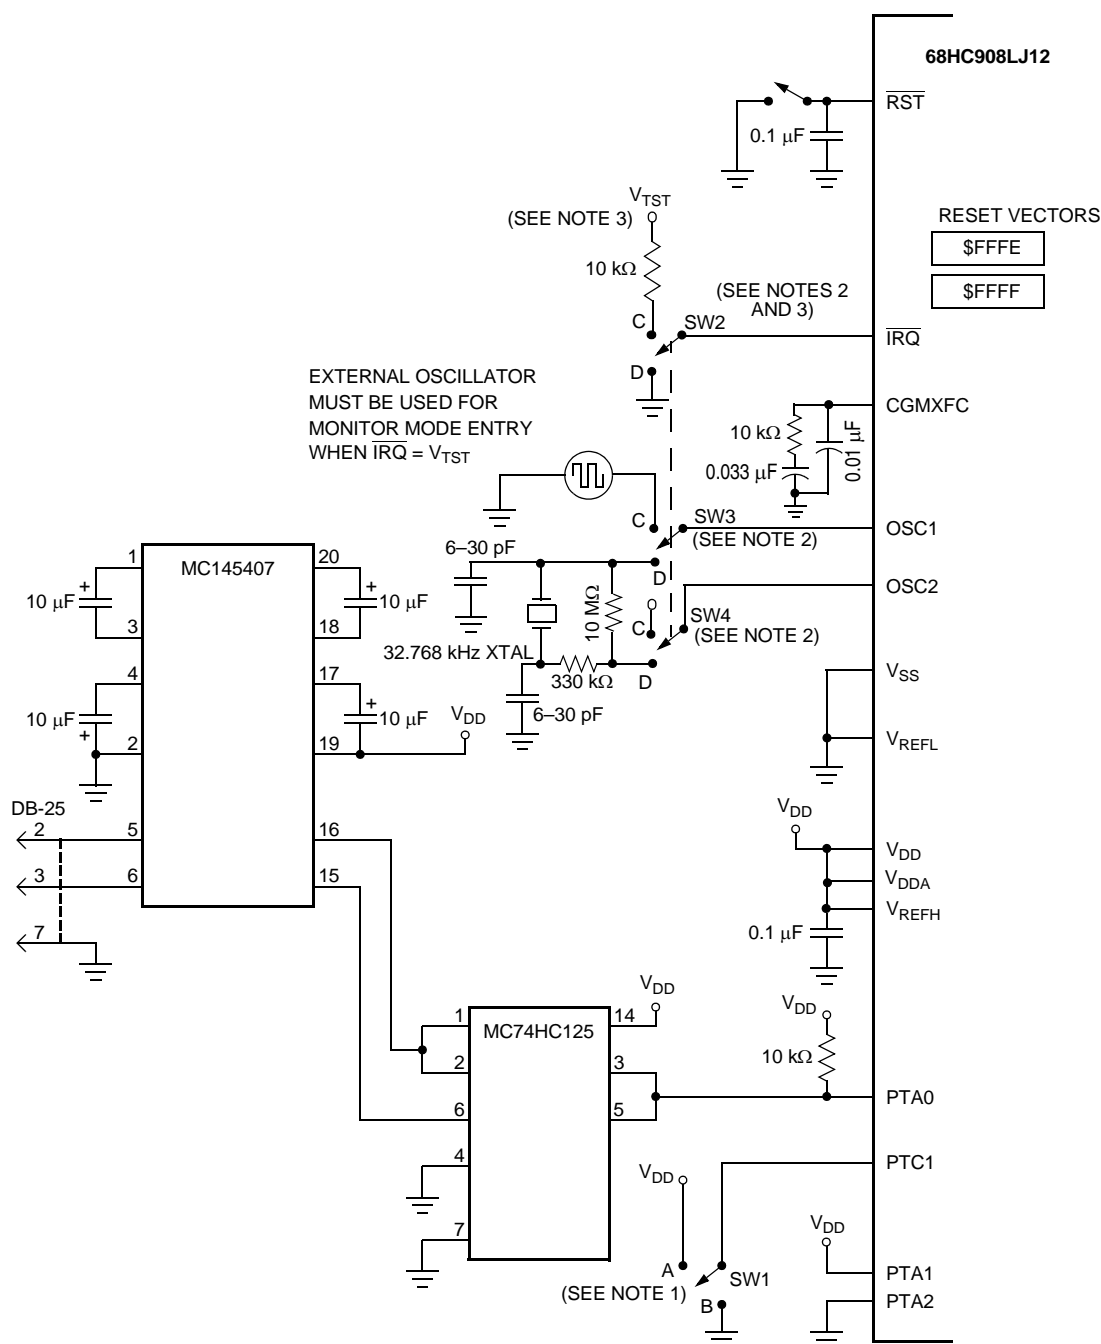 68HC908LJ12
RST
0.1 µF
VTST
(SEE NOTE 3)
10 kΩ
RESET VECTORS
$FFFE
$FFFF
(SEE NOTES 2
AND 3)
C
SW2
IRQ
D
EXTERNAL OSCILLATOR
MUST BE USED FOR
MONITOR MODE ENTRY
WHEN IRQ = VTST
CGMXFC
10 kΩ
0.033 µF
0.01 µF
C
SW3
OSC1
(SEE NOTE 2)
6–30 pF
D
OSC2
10 MΩ
C
SW4
(SEE NOTE 2)
32.768 kHz XTAL
330 kΩ
D
6–30 pF
MC145407
1
20
10 µF
+
+
10 µF
3
18
4
17
10 µF
+
+
10 µF
VDD
2
19
VSS
VREFL
DB-25
2
5
16
3
6
15
7
VDD
VDD
VDDA
VREFH
0.1 µF
MC74HC125
1
14
VDD
2
3
6
5
4
7
VDD
10 kΩ
PTA0
PTC1
VDD
A
SW1
(SEE NOTE 1)
B
VDD
PTA1
PTA2